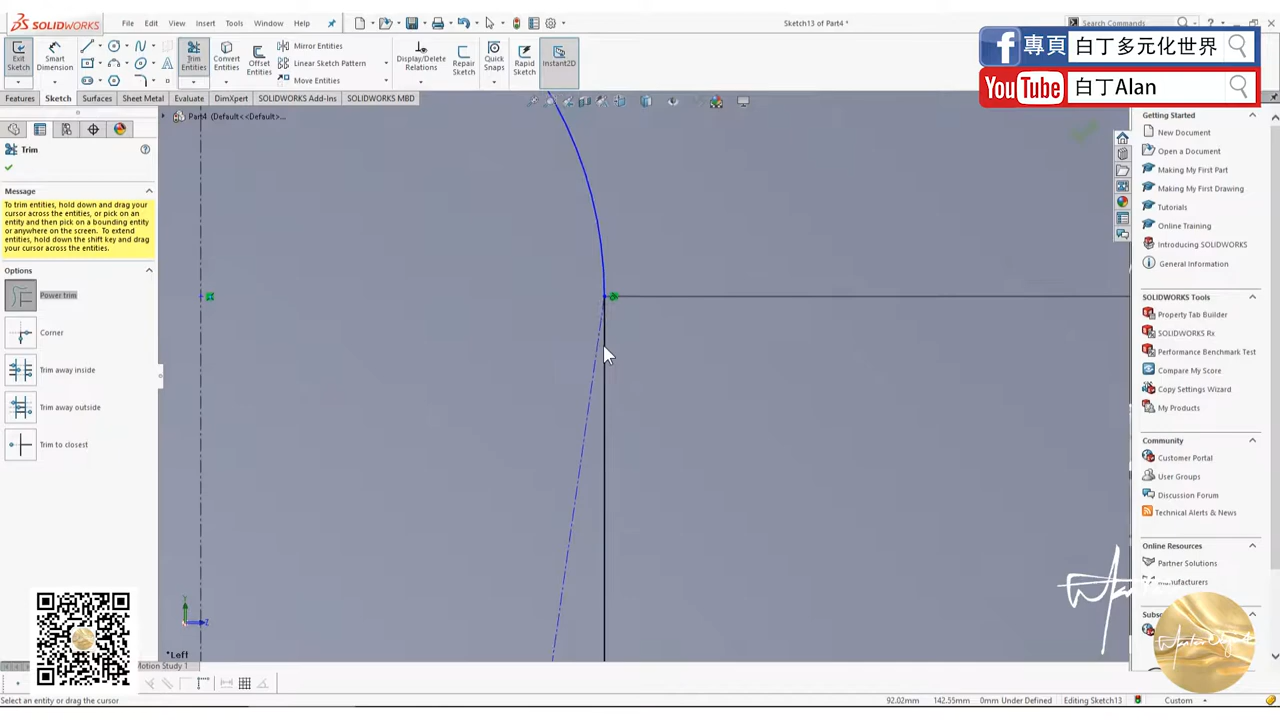 SOLIDWORKS
File
Edit
View
Insert
Tools
Window
Help
Sketch13 of Part4 *
Search Commands
專頁
白丁多元化世界
YouTube
白丁Alan
Exit Sketch
Smart Dimension
Trim Entities
Convert Entities
Offset Entities
Mirror Entities
Linear Sketch Pattern
Move Entities
Display/Delete Relations
Repair Sketch
Quick Snaps
Rapid Sketch
Instant2D
Features
Sketch
Surfaces
Sheet Metal
Evaluate
DimXpert
SOLIDWORKS Add-Ins
SOLIDWORKS MBD
Part4 (Default<<Default>...
Trim
Message
To trim entities, hold down and drag your
cursor across the entities, or pick on an
entity and then pick on a bounding entity
or anywhere on the screen. To extend
entities, hold down the shift key and drag
your cursor across the entities.
Options
Power trim
Corner
Trim away inside
Trim away outside
Trim to closest
Getting Started
New Document
Open a Document
Making My First Part
Making My First Drawing
Tutorials
Online Training
Introducing SOLIDWORKS
General Information
SOLIDWORKS Tools
Property Tab Builder
SOLIDWORKS Rx
Performance Benchmark Test
Compare My Score
Copy Settings Wizard
My Products
Community
Customer Portal
User Groups
Discussion Forum
Technical Alerts & News
Online Resources
Partner Solutions
Manufacturers
Y
Z
*Left
Motion Study 1
Select an entity or drag the cursor
92.02mm
142.55mm
0mm Under Defined
Editing Sketch13
Custom